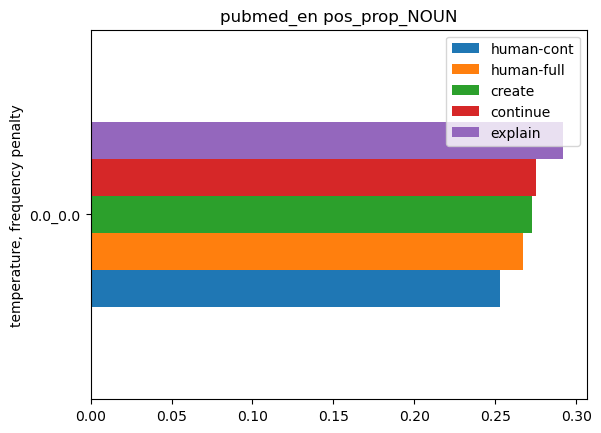 pubmed_en pos_prop_NOUN
human-cont
human-full
create
continue
explain
temperature, frequency penalty
0.0_0.0
0.00 0.05 0.10 0.15 0.20 0.25 0.30